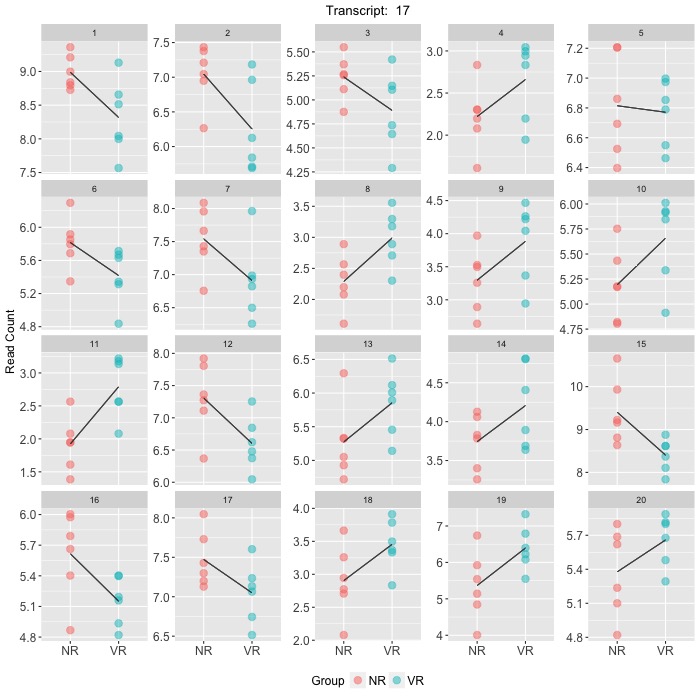 Transcript: 17
1 2 3 4 5
9.0 8.5 8.0 7.5
7.5 7.0 6.5 6.0
5.50 5.25 5.00 4.75 4.50 4.25
3.0 2.5 2.0
7.2 7.0 6.8 6.6 6.4
6 7 8 9 10
6.0 5.6 5.2 4.8
8.0 7.5 7.0 6.5
3.5 3.0 2.5 2.0
4.5 4.0 3.5 3.0
6.00 5.75 5.50 5.25 5.00 4.75
Read Count
11 12 13 14 15
3.0 2.5 2.0 1.5
8.0 7.5 7.0 6.5 6.0
6.5 6.0 5.5 5.0
4.5 4.0 3.5
10 9 8
16 17 18 19 20
6.0 5.7 5.4 5.1 4.8
8.0 7.5 7.0 6.5
4.0 3.5 3.0 2.5 2.0
7 6 5 4
5.7 5.4 5.1 4.8
NR VR NR VR NR VR NR VR NR VR
Group NR VR